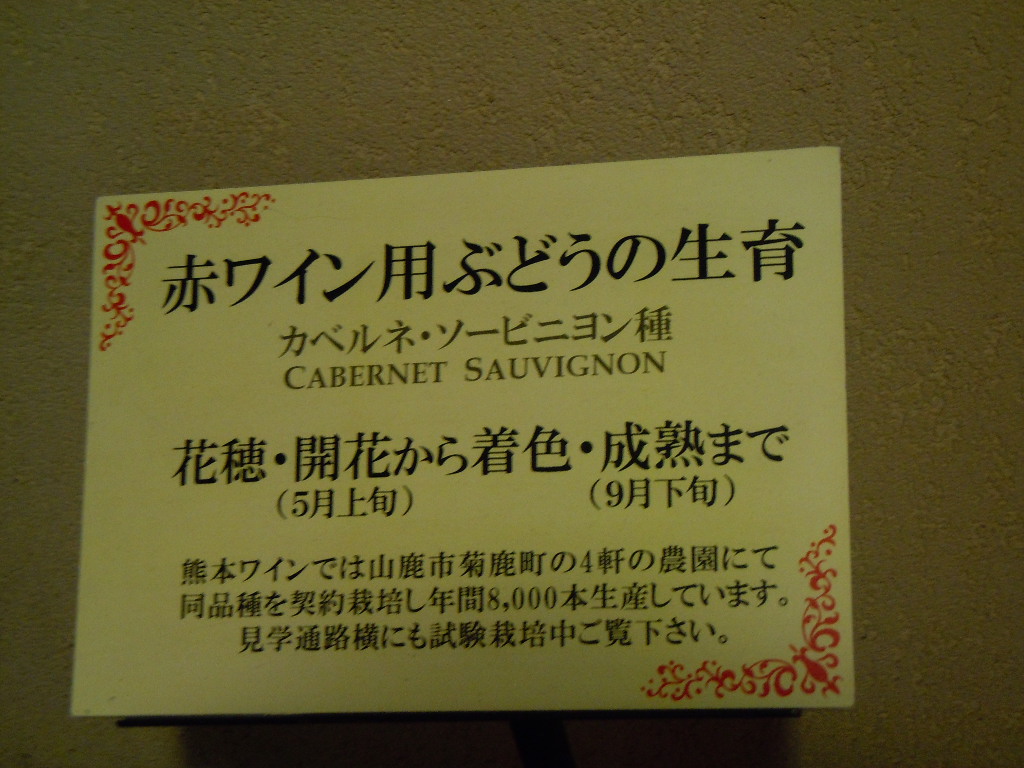 赤ワイン用ぶどうの生育
カベルネ・ソービニヨン種
CABERNET SAUVIGNON
花穂・開花から着色・成熟まで
(5月上旬) (9月下旬)
熊本ワインでは山鹿市菊鹿町の4軒の農園にて
同品種を契約栽培し年間8,000本生産しています。
見学通路横にも試験栽培中ご覧下さい。